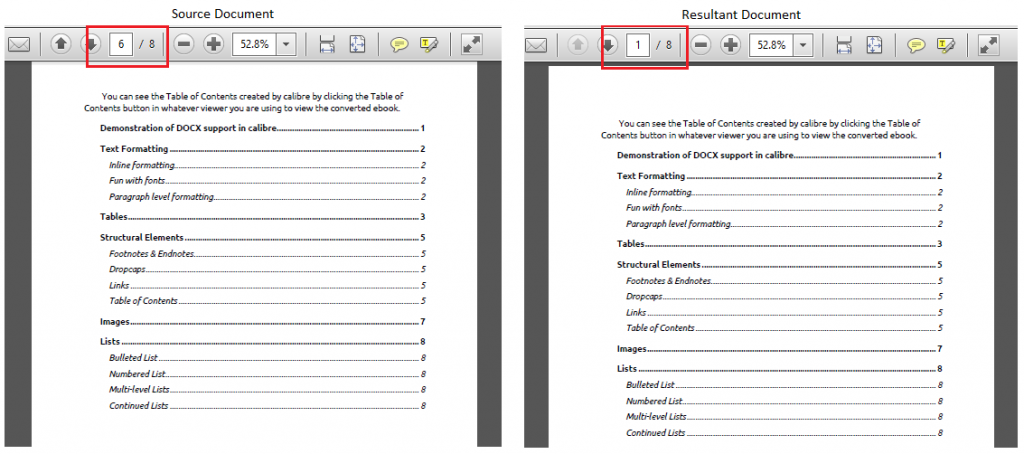 Source Document
6 / 8 52.8%
You can see the Table of Contents created by calibre by clicking the Table of
Contents button in whatever viewer you are using to view the converted ebook.
Demonstration of DOCX support in calibre 1
Text Formatting 2
Inline formatting 2
Fun with fonts 2
Paragraph level formatting 2
Tables 3
Structural Elements 5
Footnotes & Endnotes 5
Dropcaps 5
Links 5
Table of Contents 5
Images 7
Lists 8
Bulleted List 8
Numbered List 8
Multi-level Lists 8
Continued Lists 8
Resultant Document
1 / 8 52.8%
You can see the Table of Contents created by calibre by clicking the Table of
Contents button in whatever viewer you are using to view the converted ebook.
Demonstration of DOCX support in calibre 1
Text Formatting 2
Inline formatting 2
Fun with fonts 2
Paragraph level formatting 2
Tables 3
Structural Elements 5
Footnotes & Endnotes 5
Dropcaps 5
Links 5
Table of Contents 5
Images 7
Lists 8
Bulleted List 8
Numbered List 8
Multi-level Lists 8
Continued Lists 8